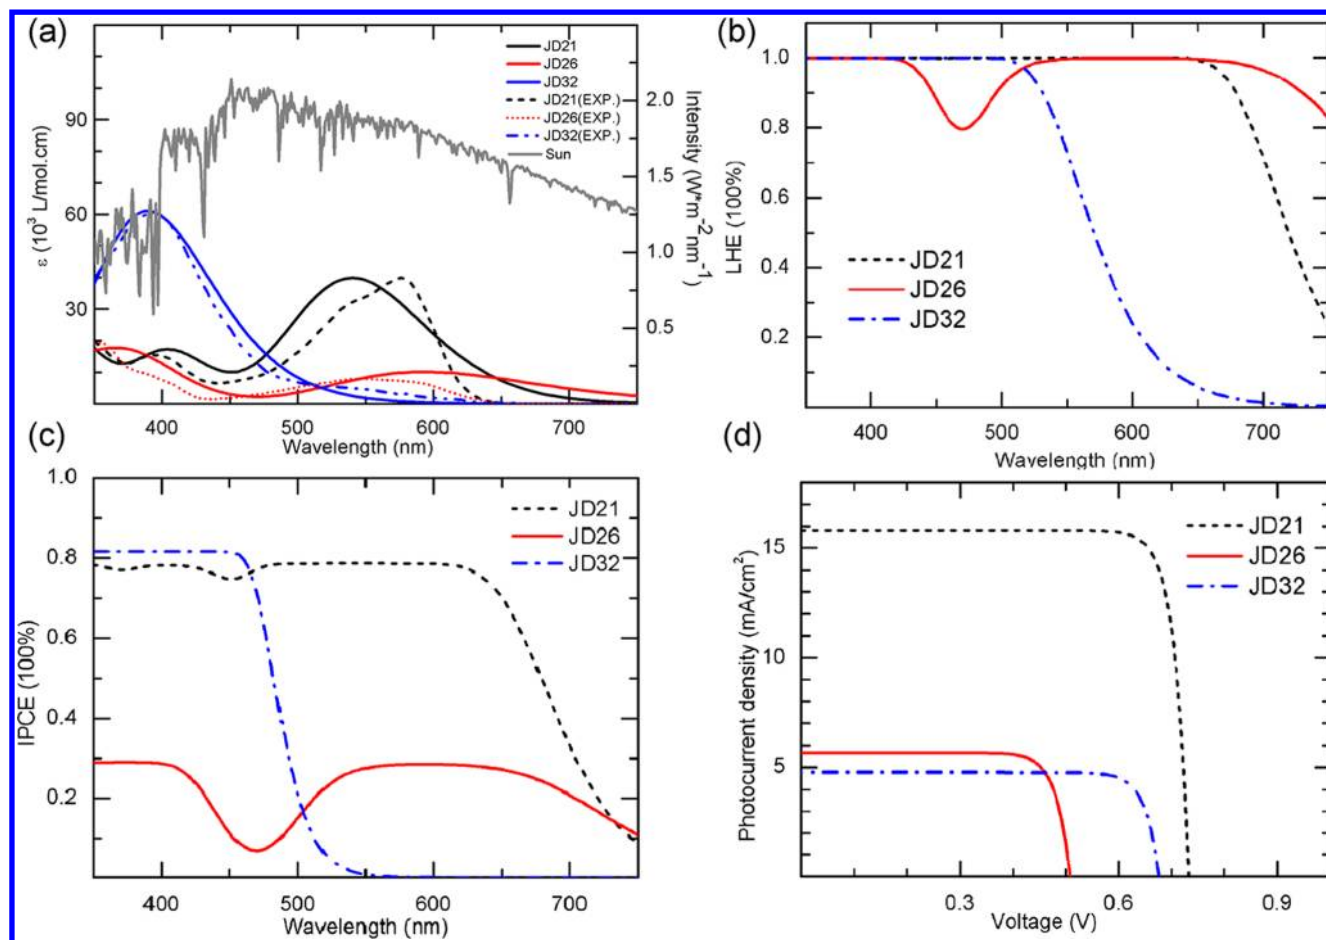 (a)
JD21
JD26
JD32
JD21(EXP.)
JD26(EXP.)
JD32(EXP.)
Sun
90
60
30
ε (10³ L/mol.cm)
2.0
1.5
1.0
0.5
Intensity (W*m⁻²nm⁻¹)
400 500 600 700
Wavelength (nm)
(b)
1.0
0.8
0.6
0.4
0.2
LHE (100%)
JD21
JD26
JD32
400 500 600 700
Wavelength (nm)
(c)
1.0
0.8
0.6
0.4
0.2
IPCE (100%)
JD21
JD26
JD32
400 500 600 700
Wavelength (nm)
(d)
15
10
5
Photocurrent density (mA/cm²)
JD21
JD26
JD32
0.3 0.6 0.9
Voltage (V)